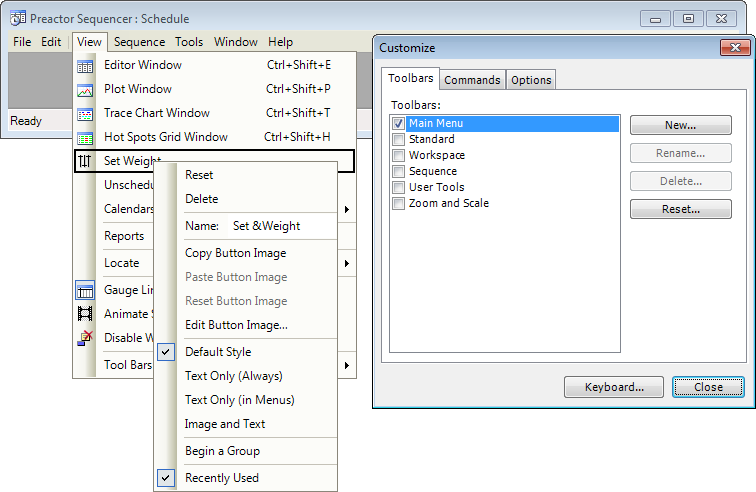 Preactor Sequencer : Schedule
File Edit View Sequence Tools Window Help
Editor Window Ctrl+Shift+E
Plot Window Ctrl+Shift+P
Trace Chart Window Ctrl+Shift+T
Hot Spots Grid Window Ctrl+Shift+H
Ready
Set Weight
Unschedu
Calendars
Reports
Locate
Gauge Lin
Animate S
Disable W
Tool Bars
Reset
Delete
Name: Set &Weight
Copy Button Image
Paste Button Image
Reset Button Image
Edit Button Image...
Default Style
Text Only (Always)
Text Only (in Menus)
Image and Text
Begin a Group
Recently Used
Customize
Toolbars Commands Options
Toolbars:
Main Menu
Standard
Workspace
Sequence
User Tools
Zoom and Scale
New...
Rename...
Delete...
Reset...
Keyboard... Close